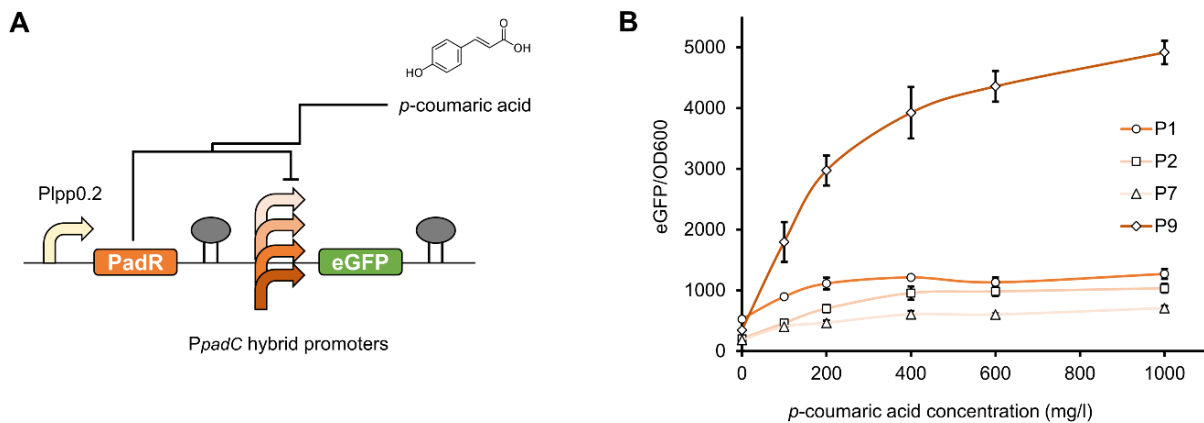 A
O
OH
HO
p-coumaric acid
Plpp0.2
PadR
eGFP
PpadC hybrid promoters
B
eGFP/OD600
5000
4000
3000
2000
1000
0
0 200 400 600 800 1000
p-coumaric acid concentration (mg/l)
P1
P2
P7
P9